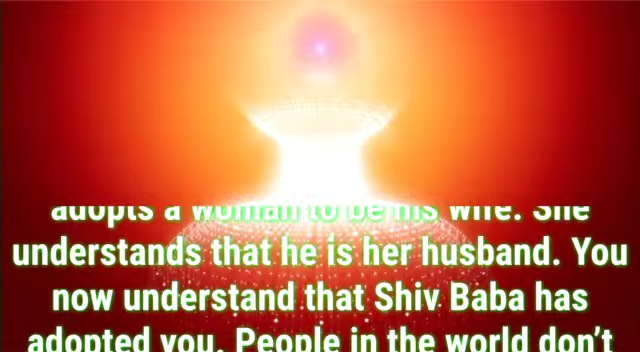 adopts a woman to be his wife. She
understands that he is her husband. You
now understand that Shiv Baba has
adopted you. People in the world don't